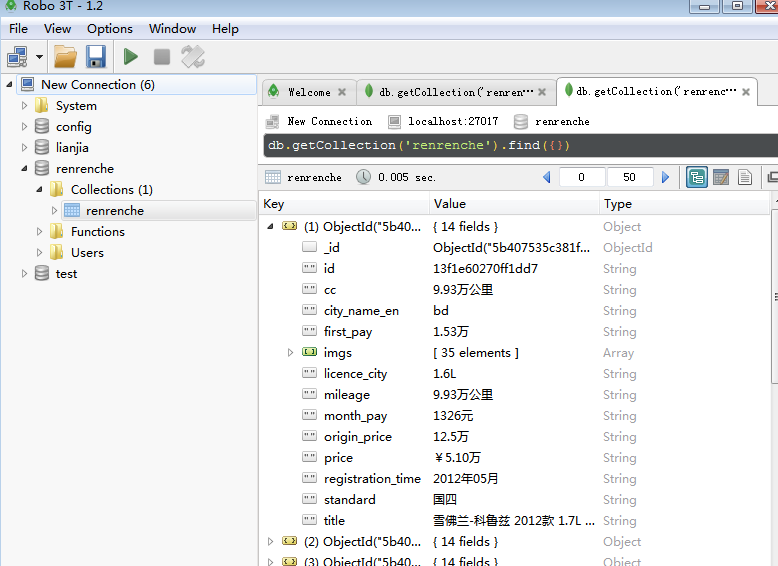 Robo 3T - 1.2
File View Options Window Help
New Connection (6)
System
config
lianjia
renrenche
Collections (1)
renrenche
Functions
Users
test
Welcome db.getCollection('renren⋯ db.getCollection('renrenc⋯
New Connection localhost:27017 renrenche
db.getCollection('renrenche').find({})
renrenche 0.005 sec. 0 50
Key Value Type
(1) ObjectId("5b40... { 14 fields } Object
_id ObjectId("5b407535c381f... ObjectId
id 13f1e60270ff1dd7 String
cc 9.93万公里 String
city_name_en bd String
first_pay 1.53万 String
imgs [ 35 elements ] Array
licence_city 1.6L String
mileage 9.93万公里 String
month_pay 1326元 String
origin_price 12.5万 String
price ￥5.10万 String
registration_time 2012年05月 String
standard 国四 String
title 雪佛兰-科鲁兹 2012款 1.7L ... String
(2) ObjectId("5b40... { 14 fields } Object
(3) ObjectId("5b40... { 14 fields } Object